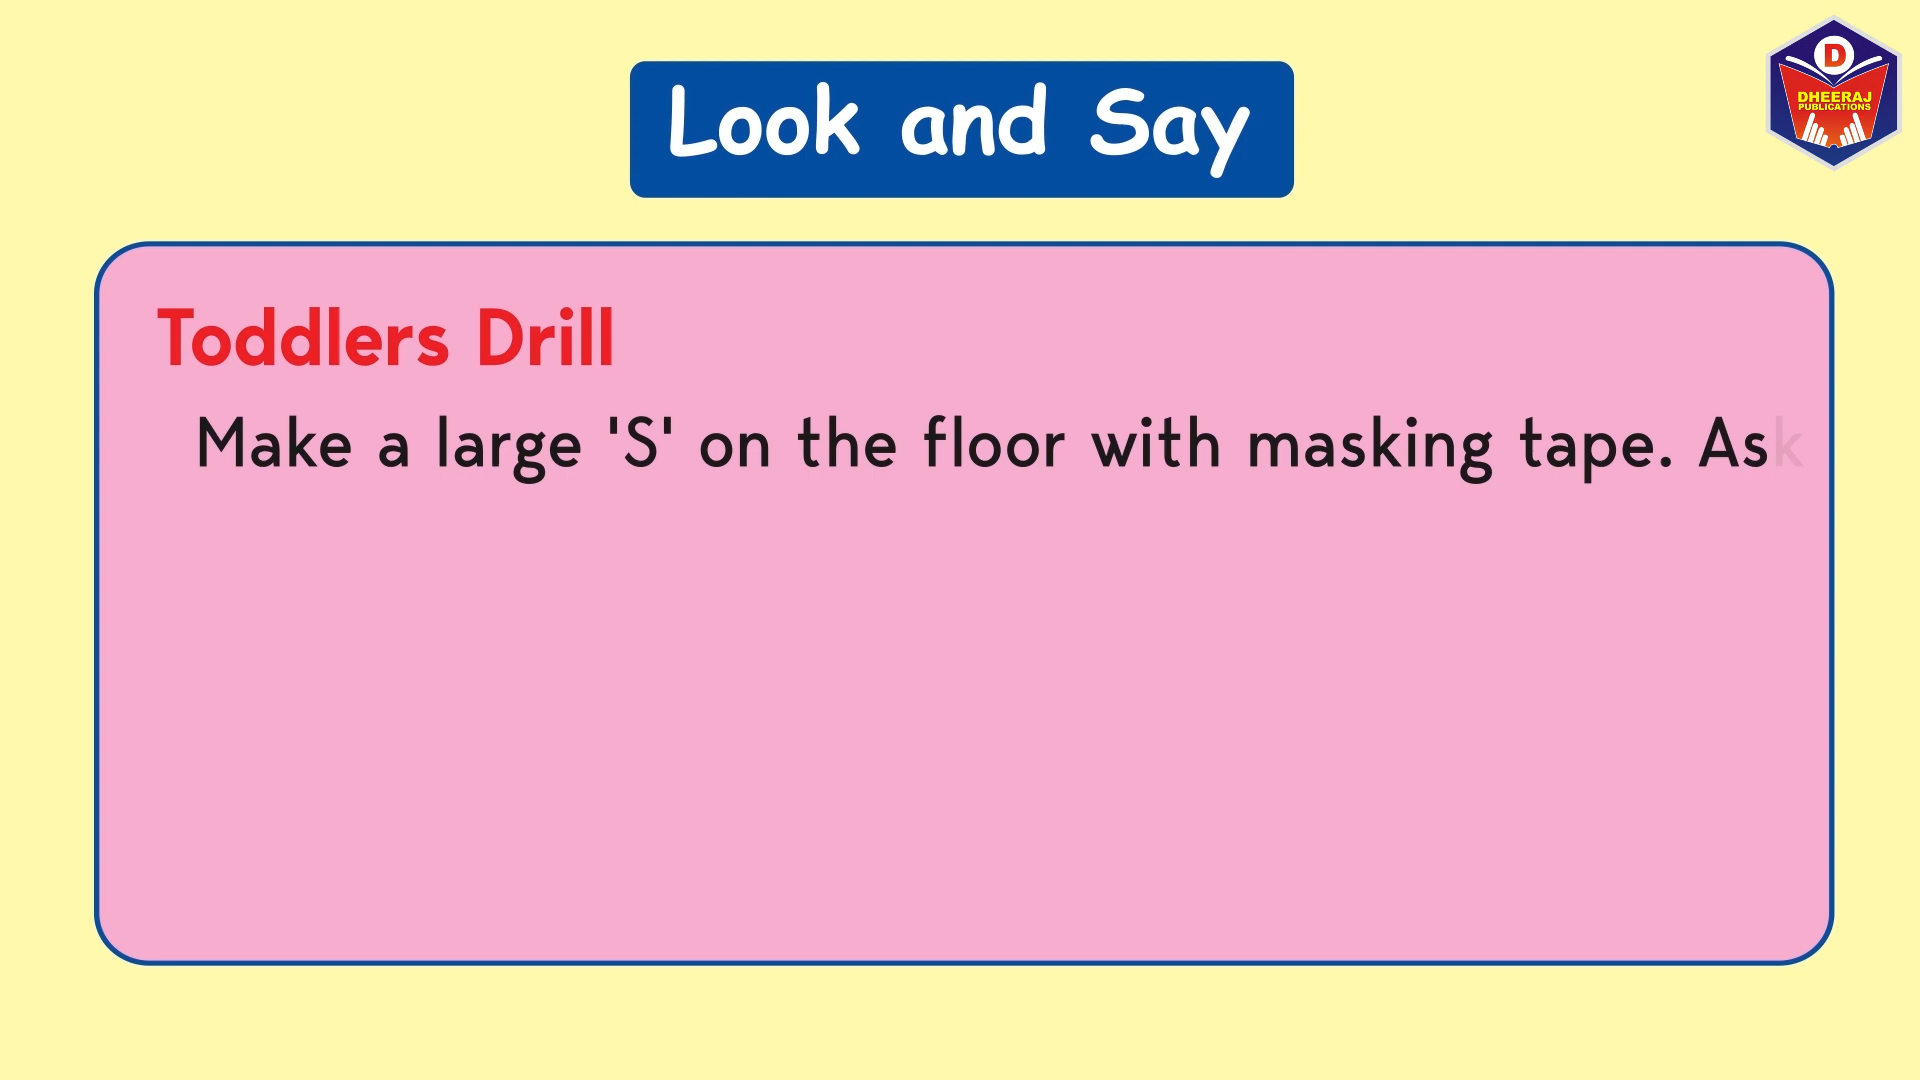 Look and Say
D
DHEERAJ
PUBLICATIONS
Toddlers Drill
Make a large 'S' on the floor with masking tape. Ask